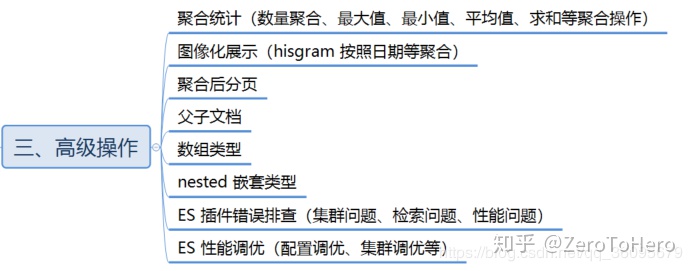 聚合统计（数量聚合、最大值、最小值、平均值、求和等聚合操作）
图像化展示（hisgram 按照日期等聚合）
聚合后分页
父子文档
三、高级操作
数组类型
nested 嵌套类型
ES 插件错误排查（集群问题、检索问题、性能问题）
ES 性能调优（配置调优、集群调优等）
知乎 @ZeroToHero